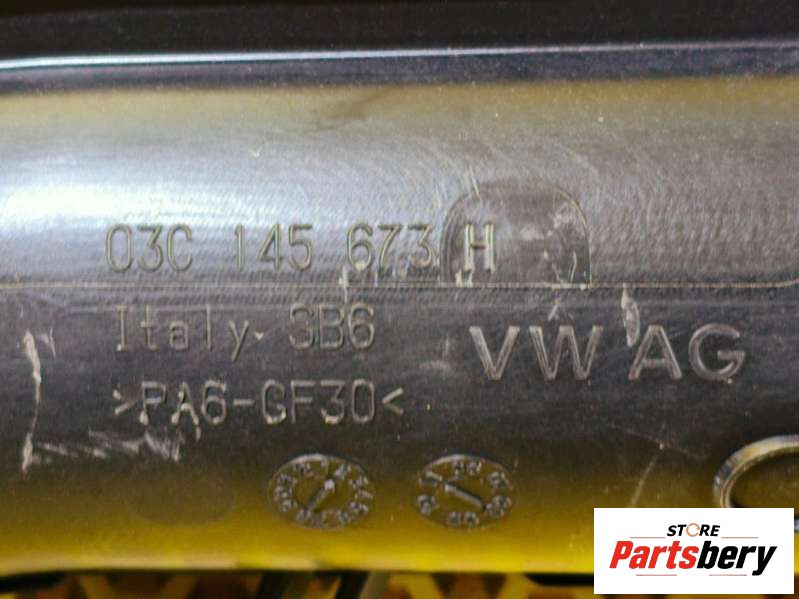 03C 145 673 H
Italy SB6
VW AG
>PA6-GF30<
STORE
Partsbery